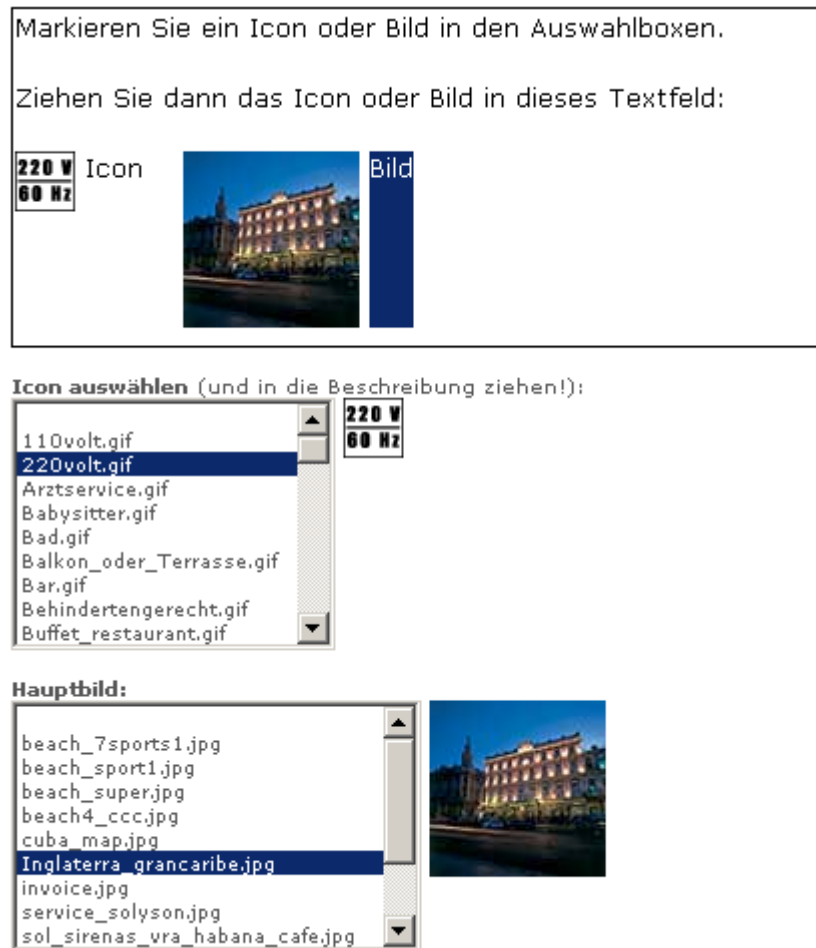 Markieren Sie ein Icon oder Bild in den Auswahlboxen.
Ziehen Sie dann das Icon oder Bild in dieses Textfeld:
220 V
60 Hz
Icon
Bild
Icon auswählen (und in die Beschreibung ziehen!):
110volt.gif
220volt.gif
Arztservice.gif
Babysitter.gif
Bad.gif
Balkon_oder_Terrasse.gif
Bar.gif
Behindertengerecht.gif
Buffet_restaurant.gif
220 V
60 Hz
Hauptbild:
beach_7sports1.jpg
beach_sport1.jpg
beach_super.jpg
beach4_ccc.jpg
cuba_map.jpg
Inglaterra_grancaribe.jpg
invoice.jpg
service_solyson.jpg
sol_sirenas_vra_habana_cafe.jpg